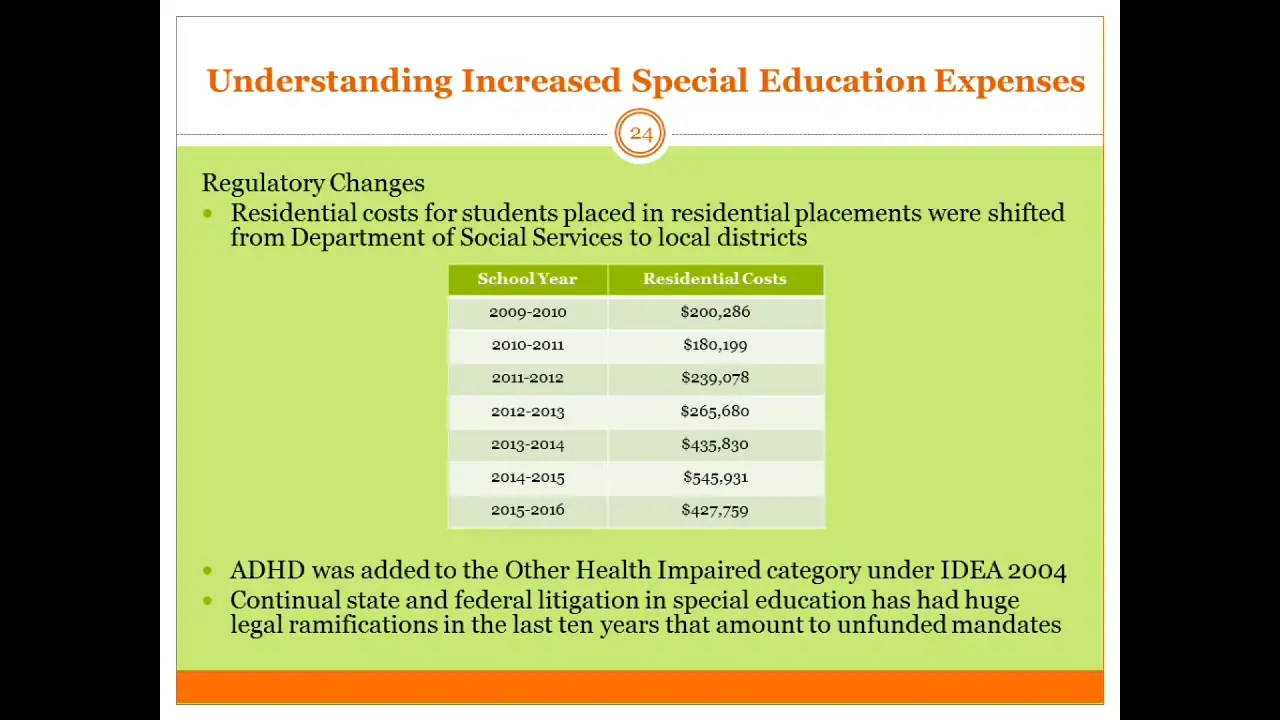 Understanding Increased Special Education Expenses
24
Regulatory Changes
• Residential costs for students placed in residential placements were shifted
from Department of Social Services to local districts
School Year Residential Costs
2009-2010 $200,286
2010-2011 $180,199
2011-2012 $239,078
2012-2013 $265,680
2013-2014 $435,830
2014-2015 $545,931
2015-2016 $427,759
• ADHD was added to the Other Health Impaired category under IDEA 2004
• Continual state and federal litigation in special education has had huge
legal ramifications in the last ten years that amount to unfunded mandates